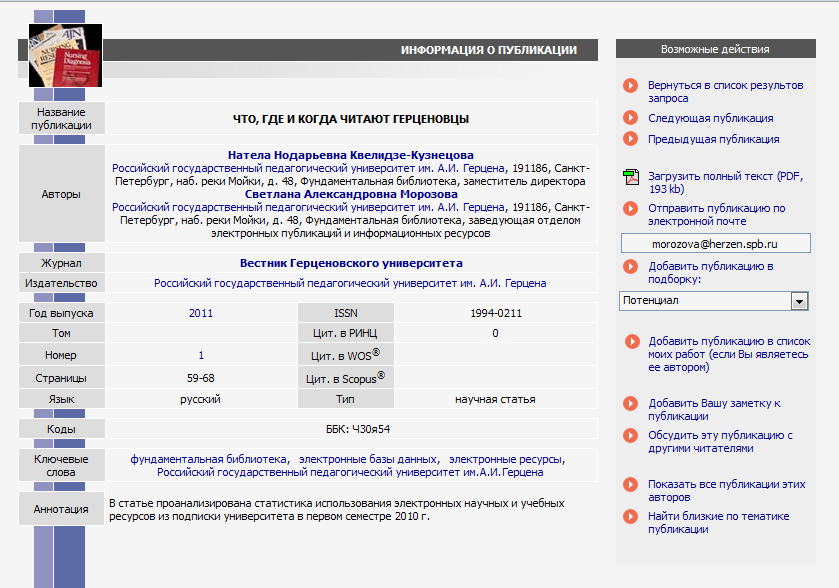 ИНФОРМАЦИЯ О ПУБЛИКАЦИИ
Название
публикации
ЧТО, ГДЕ И КОГДА ЧИТАЮТ ГЕРЦЕНОВЦЫ
Авторы
Натела Нодарьевна Квелидзе-Кузнецова
Российский государственный педагогический университет им. А.И. Герцена, 191186, Санкт-
Петербург, наб. реки Мойки, д. 48, Фундаментальная библиотека, заместитель директора
Светлана Александровна Морозова
Российский государственный педагогический университет им. А.И. Герцена, 191186, Санкт-
Петербург, наб. реки Мойки, д. 48, Фундаментальная библиотека, заведующая отделом
электронных публикаций и информационных ресурсов
Журнал
Вестник Герценовского университета
Издательство
Российский государственный педагогический университет им. А.И. Герцена
Год выпуска 2011 ISSN 1994-0211
Том Цит. в РИНЦ 0
Номер 1 Цит. в WOS®
Страницы 59-68 Цит. в Scopus®
Язык русский Тип научная статья
Коды ББК: Ч30я54
Ключевые
слова
фундаментальная библиотека, электронные базы данных, электронные ресурсы,
Российский государственный педагогический университет им.А.И.Герцена
Аннотация
В статье проанализирована статистика использования электронных научных и учебных
ресурсов из подписки университета в первом семестре 2010 г.
Возможные действия
Вернуться в список результатов
запроса
Следующая публикация
Предыдущая публикация
Загрузить полный текст (PDF,
193 kb)
Отправить публикацию по
электронной почте
morozova@herzen.spb.ru
Добавить публикацию в
подборку:
Потенциал
Добавить публикацию в список
моих работ (если Вы являетесь
ее автором)
Добавить Вашу заметку к
публикации
Обсудить эту публикацию с
другими читателями
Показать все публикации этих
авторов
Найти близкие по тематике
публикации
Nursing
Diagnosis